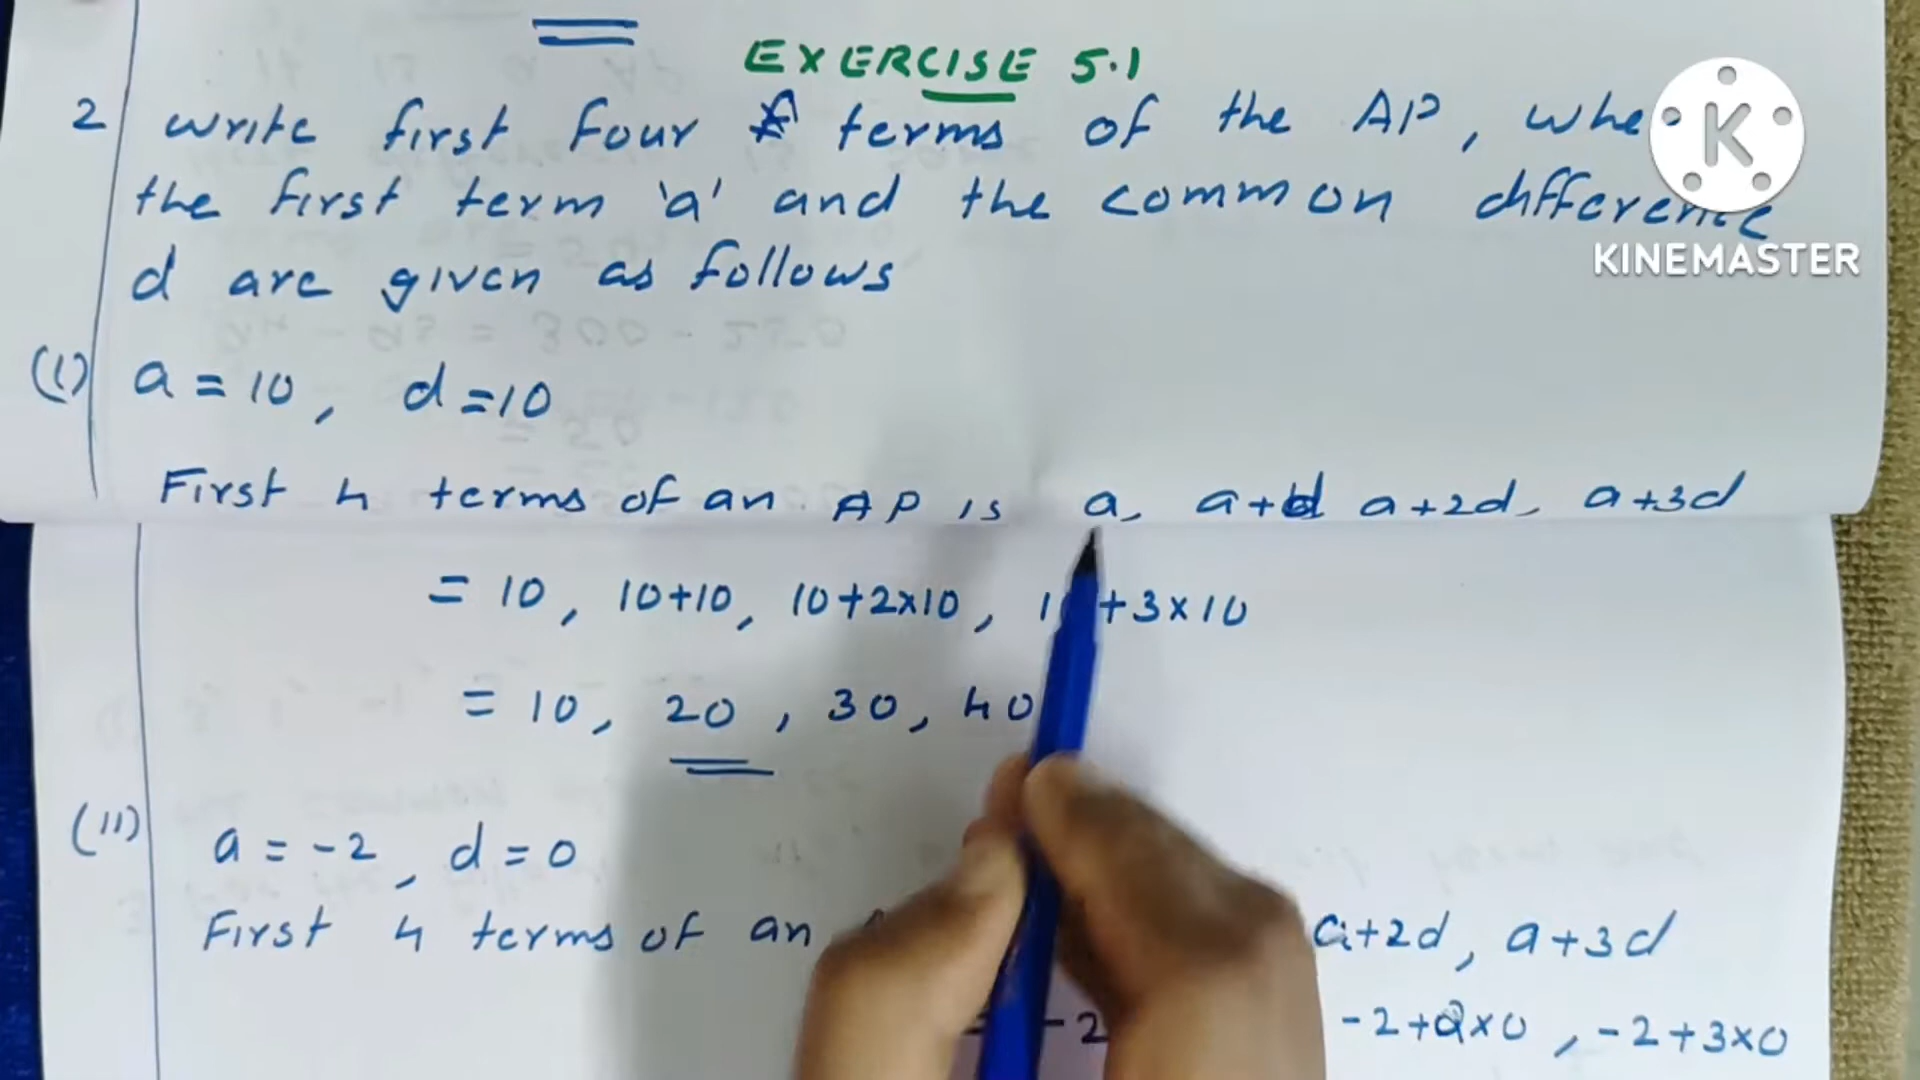 EXERCISE 5.1
2 write first four terms of the AP, when
the first term 'a' and the common difference
d are given as follows
(i) a = 10, d = 10
First 4 terms of an AP is a, a+d a+2d, a+3d
= 10, 10+10, 10+2×10, 10+3×10
= 10, 20, 30, 40
(ii) a = -2, d = 0
First 4 terms of an a+2d, a+3d
-2 -2+2×0, -2+3×0
K
KINEMASTER